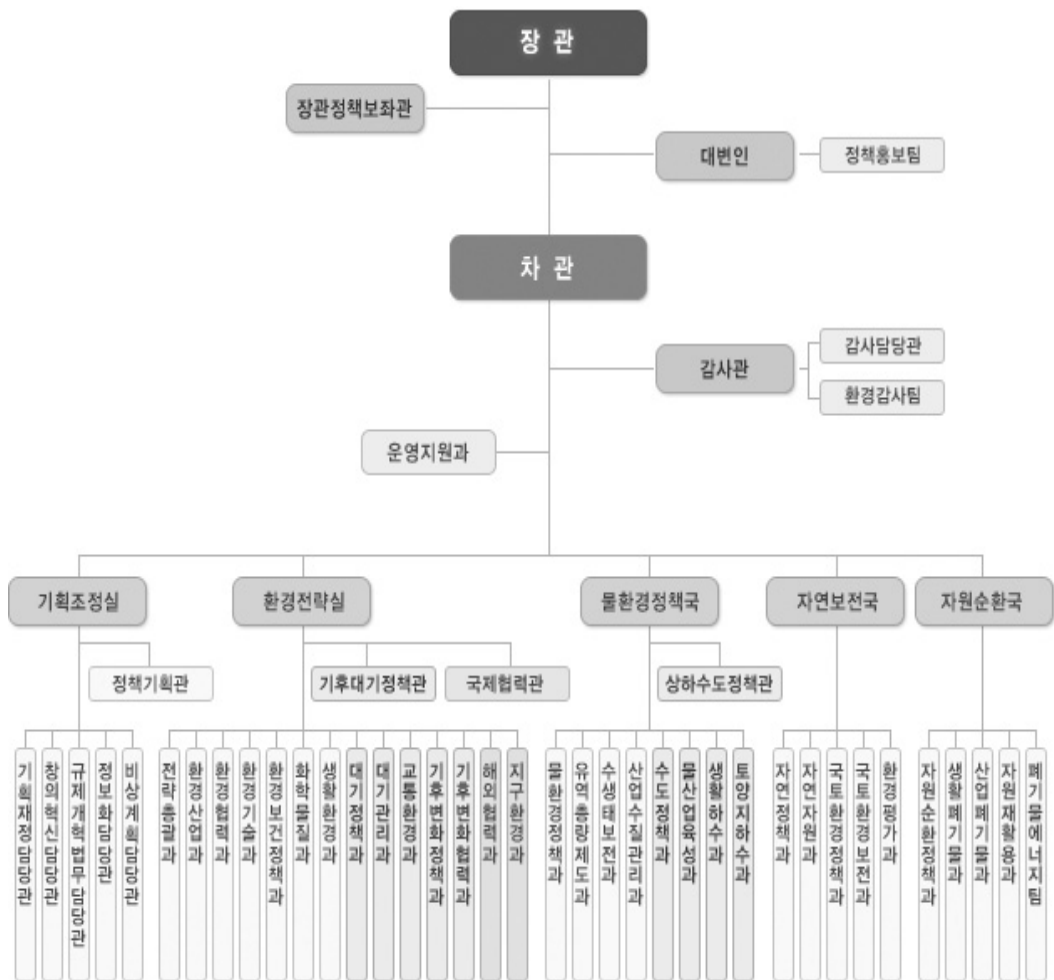 장 관
장관정책보좌관
대변인
정책홍보팀
차 관
감사관
감사담당관
환경감사팀
운영지원과
기획조정실
환경전략실
물환경정책국
자연보전국
자원순환국
정책기획관
기후대기정책관
국제협력관
상하수도정책관
기획재정담당관
창의혁신담당관
규제개혁법무담당관
정보화담당관
비상계획담당관
전략총괄과
환경산업과
환경협력과
환경기술과
환경보건정책과
화학물질과
생활환경과
대기정책과
대기관리과
교통환경과
기후변화정책과
기후변화협력과
해외협력과
지구환경과
물환경정책과
유역총량제도과
수생태보전과
산업수질관리과
수도정책과
물산업육성과
생활하수과
토양지하수과
자연정책과
자연자원과
국토환경정책과
국토환경보전과
환경평가과
자원순환정책과
생활폐기물과
산업폐기물과
자원재활용과
폐기물에너지팀